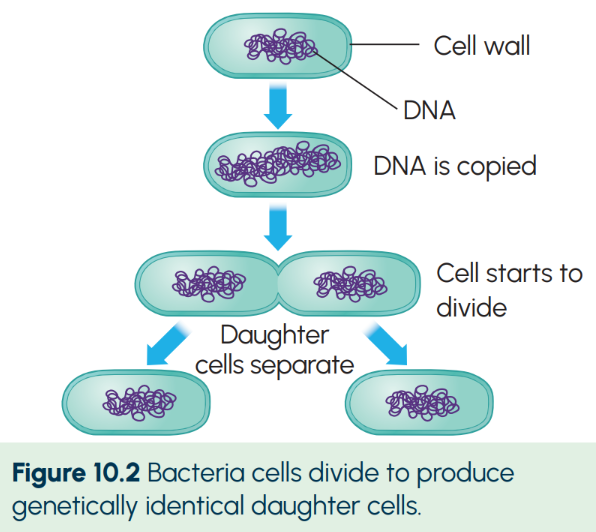 Cell wall
DNA
DNA is copied
Cell starts to
divide
Daughter
cells separate
Figure 10.2 Bacteria cells divide to produce
genetically identical daughter cells.